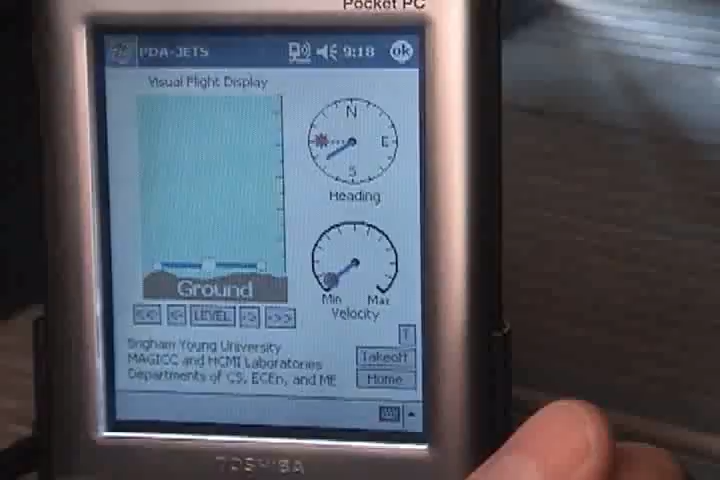 Pocket PC
PDA-JETS 9:18 ok
Visual Flight Display
N
E
S
Heading
Ground
Min Max
Velocity
<< <- LEVEL -> >>
T
Brigham Young University
MAGICC and HCMI Laboratories
Departments of CS, ECEn, and ME
Takeoff
Home
TOSHIBA